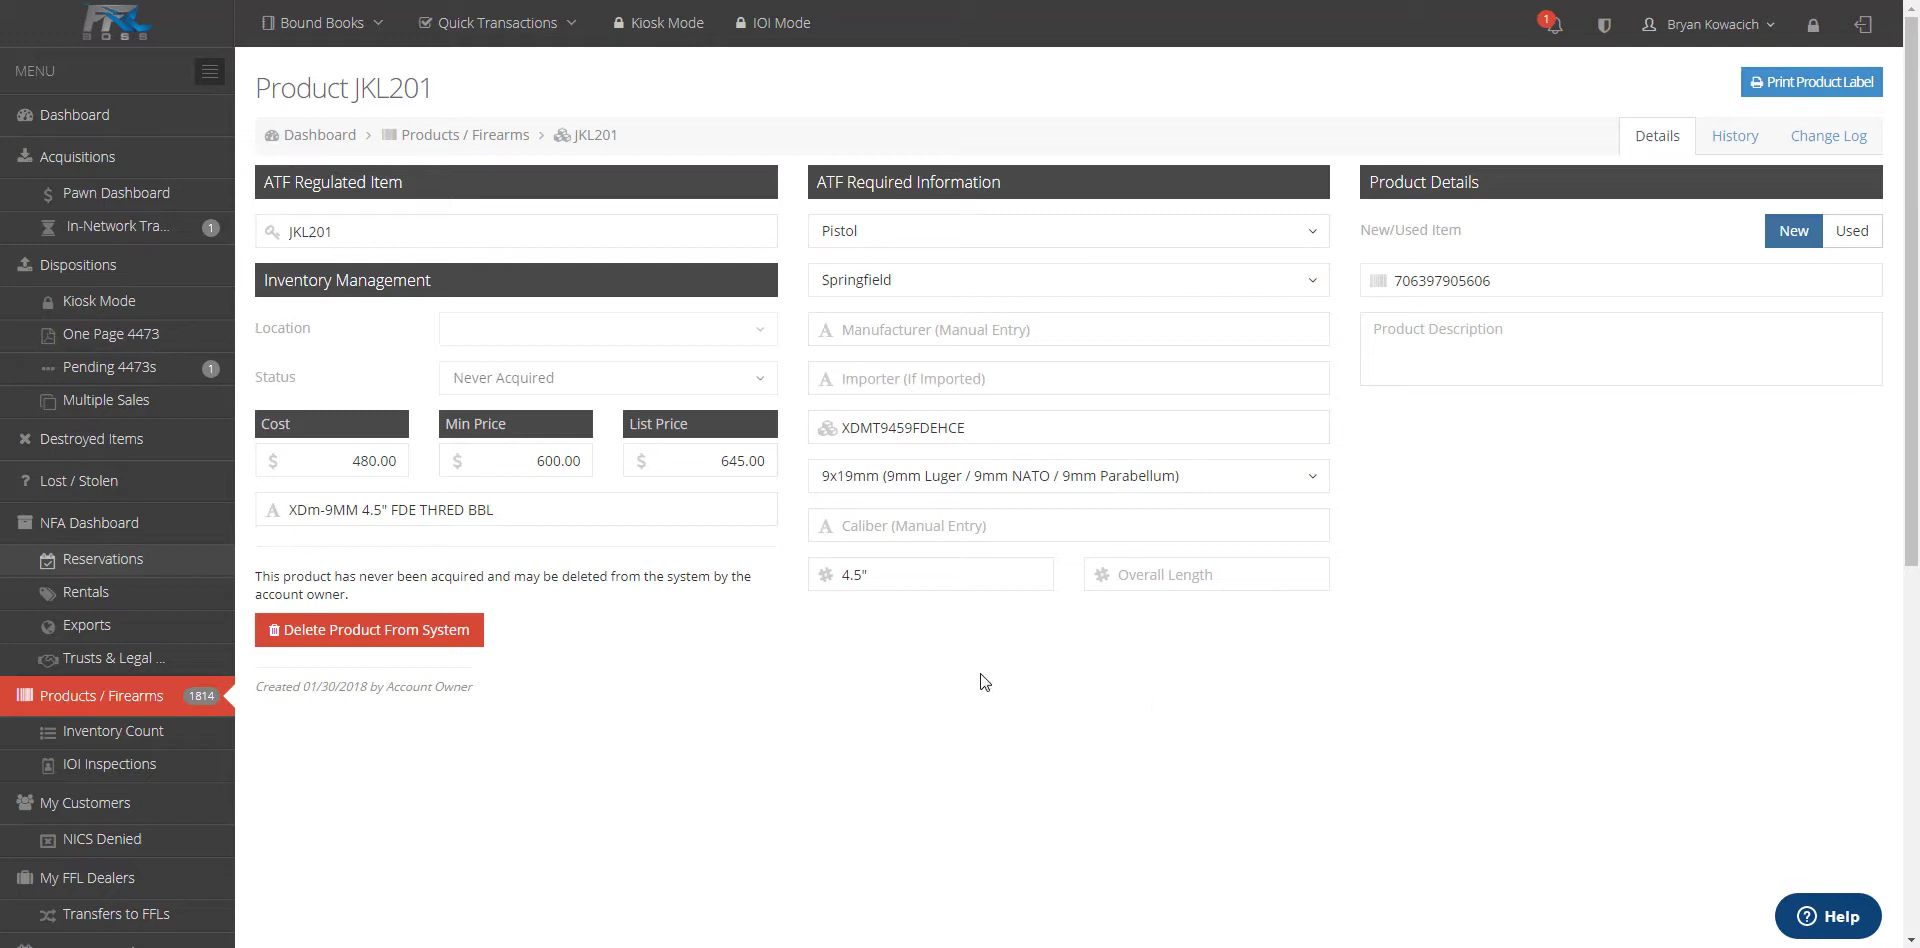 FFL
BOSS
Bound Books
Quick Transactions
Kiosk Mode
IOI Mode
1
Bryan Kowacich
MENU
Dashboard
Acquisitions
Pawn Dashboard
In-Network Tra...
1
Dispositions
Kiosk Mode
One Page 4473
Pending 4473s
1
Multiple Sales
Destroyed Items
Lost / Stolen
NFA Dashboard
Reservations
Rentals
Exports
Trusts & Legal ...
Products / Firearms
1814
Inventory Count
IOI Inspections
My Customers
NICS Denied
My FFL Dealers
Transfers to FFLs
Product JKL201
Print Product Label
Dashboard > Products / Firearms > JKL201
Details
History
Change Log
ATF Regulated Item
JKL201
Inventory Management
Location
Status
Never Acquired
Cost
Min Price
List Price
$ 480.00
$ 600.00
$ 645.00
XDm-9MM 4.5" FDE THRED BBL
This product has never been acquired and may be deleted from the system by the
account owner.
Delete Product From System
Created 01/30/2018 by Account Owner
ATF Required Information
Pistol
Springfield
Manufacturer (Manual Entry)
Importer (If Imported)
XDMT9459FDEHCE
9x19mm (9mm Luger / 9mm NATO / 9mm Parabellum)
Caliber (Manual Entry)
4.5"
Overall Length
Product Details
New/Used Item
New
Used
706397905606
Product Description
Help